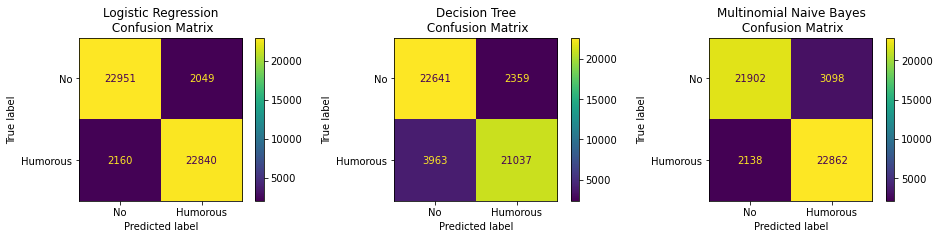 Logistic Regression
Confusion Matrix
True label
No
22951
2049
Humorous
2160
22840
No
Humorous
Predicted label
20000
15000
10000
5000
Decision Tree
Confusion Matrix
True label
No
22641
2359
Humorous
3963
21037
No
Humorous
Predicted label
20000
15000
10000
5000
Multinomial Naive Bayes
Confusion Matrix
True label
No
21902
3098
Humorous
2138
22862
No
Humorous
Predicted label
20000
15000
10000
5000